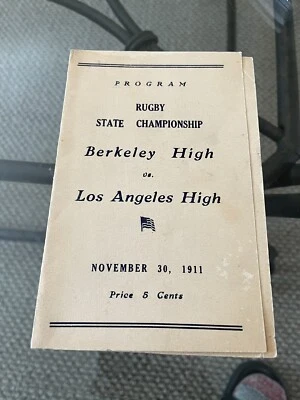 PROGRAM
RUGBY
STATE CHAMPIONSHIP
Berkeley High
vs.
Los Angeles High
NOVEMBER 30, 1911
Price 5 Cents